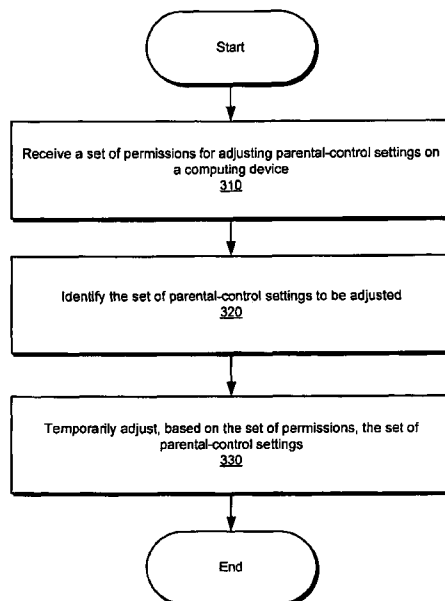 Start
Receive a set of permissions for adjusting parental-control settings on
a computing device
310
Identify the set of parental-control settings to be adjusted
320
Temporarily adjust, based on the set of permissions, the set of
parental-control settings
330
End